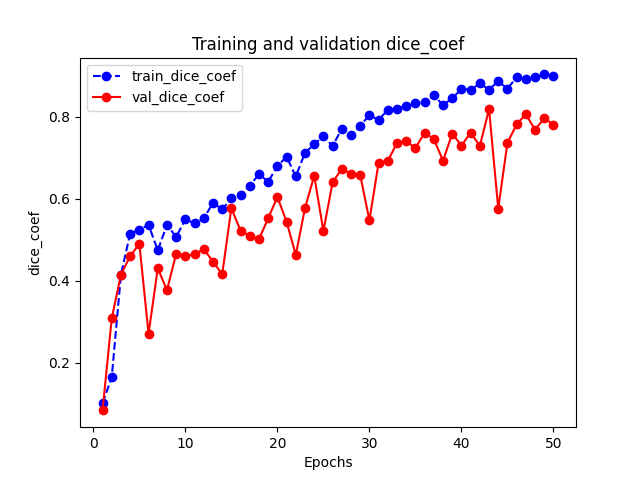 Training and validation dice_coef
train_dice_coef
val_dice_coef
dice_coef
0.8
0.6
0.4
0.2
0 10 20 30 40 50
Epochs